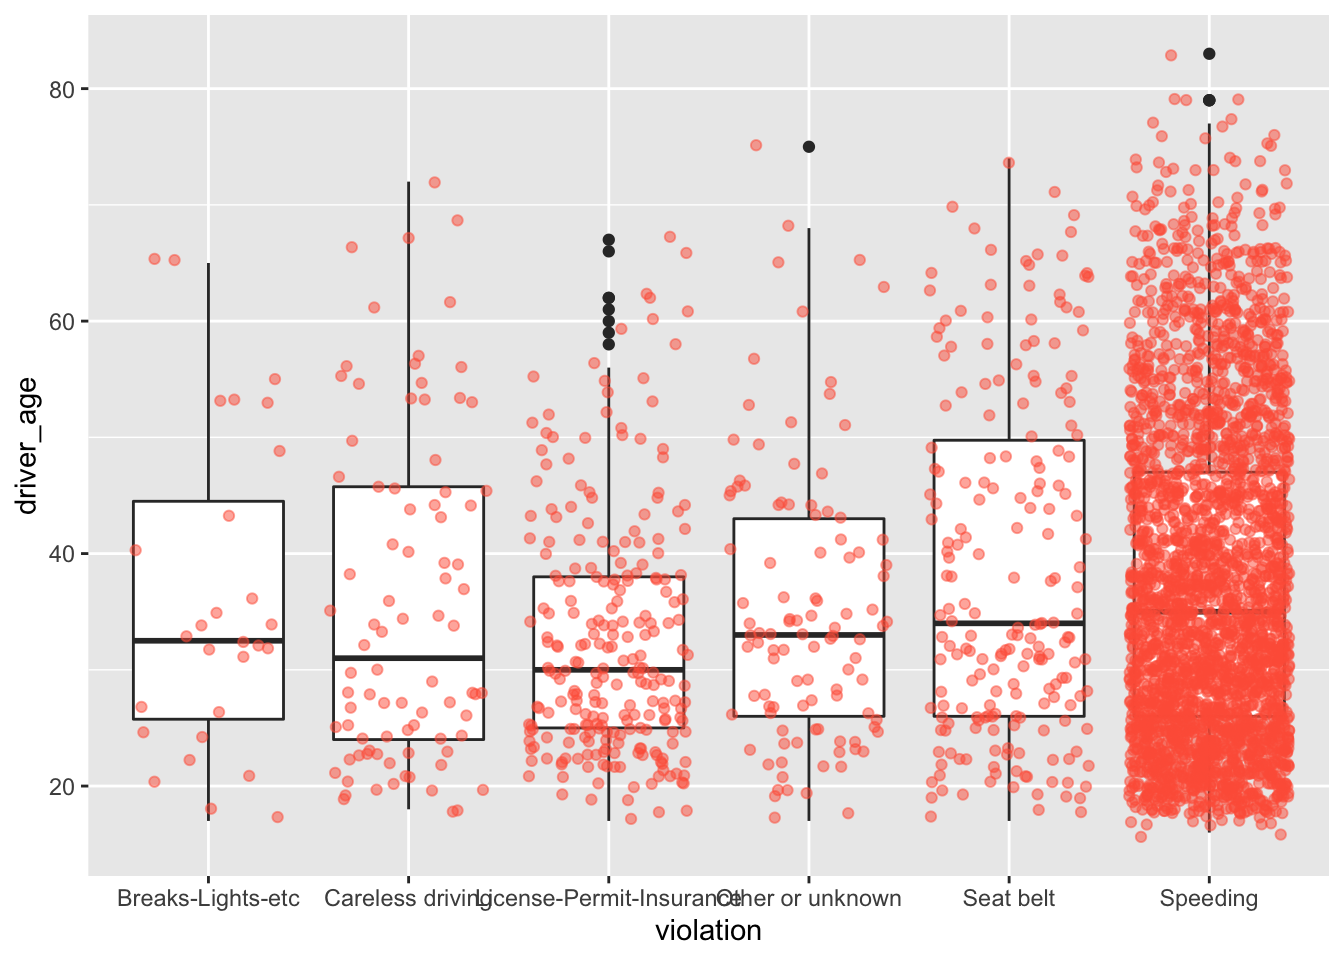 driver_age
80
60
40
20
Breaks-Lights-etc Careless driving License-Permit-Insurance Other or unknown Seat belt Speeding
violation